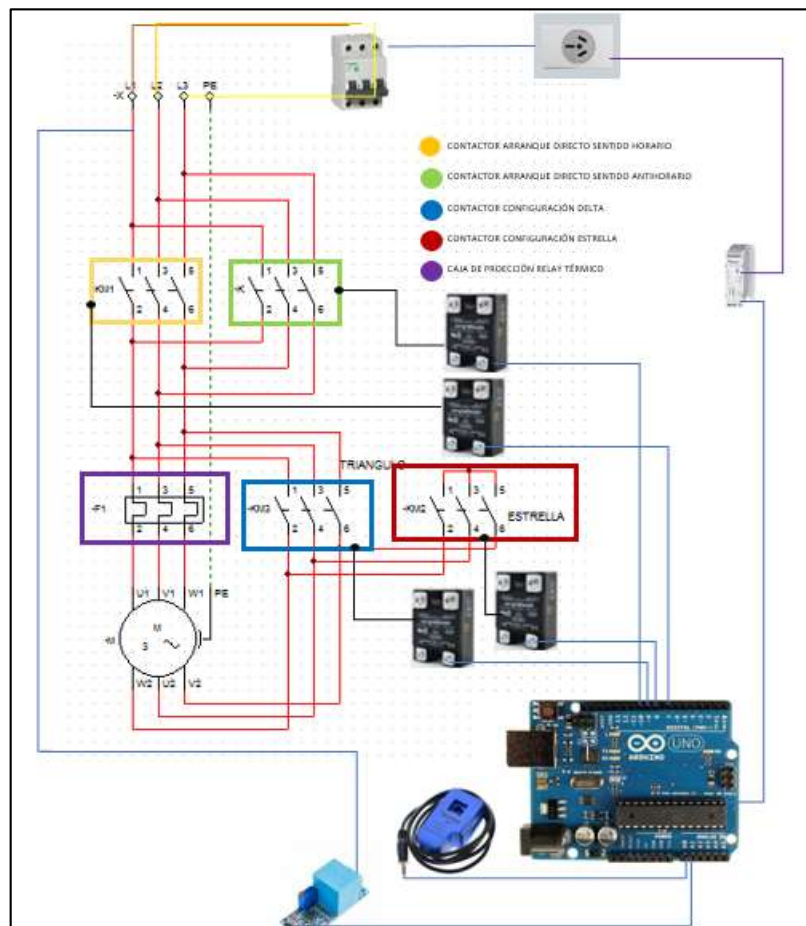 L1 L2 L3 PE
-X
CONTACTOR ARRANQUE DIRECTO SENTIDO HORARIO
CONTACTOR ARRANQUE DIRECTO SENTIDO ANTIHORARIO
CONTACTOR CONFIGURACIÓN DELTA
CONTACTOR CONFIGURACIÓN ESTRELLA
CAJA DE PROECCIÓN RELAY TÉRMICO
1 3 5
-KM1
2 4 6
1 3 5
-K
2 4 6
TRIANGULO
1 3 5
-F1
2 4 6
1 3 5
-KM3
2 4 6
1 3 5
-KM2
2 4 6
ESTRELLA
U1 V1 W1 PE
-M
M
3
W2 U2 V2
UNO
ARDUINO